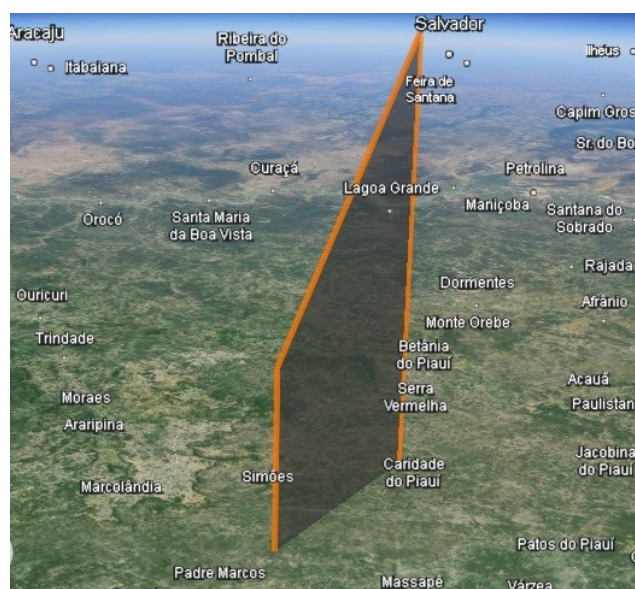 Salvador
Aracaju
Ribeira do
Pombal
Ilhéus
Itabaiana
Feira de
Santana
Capim Gros
Sr. do Bo
Curaçá
Petrolina
Lagoa Grande
Maniçoba
Orocó
Santa Maria
da Boa Vista
Santana do
Sobrado
Rajada
Dormentes
Ouricuri
Afrânio
Monte Orebe
Trindade
Betânia
do Piauí
Acauã
Serra
Vermelha
Moraes
Paulistan
Araripina
Jacobina
do Piauí
Simões
Caridade
do Piauí
Marcolândia
Patos do Piauí
Padre Marcos
Massapê
Várzea